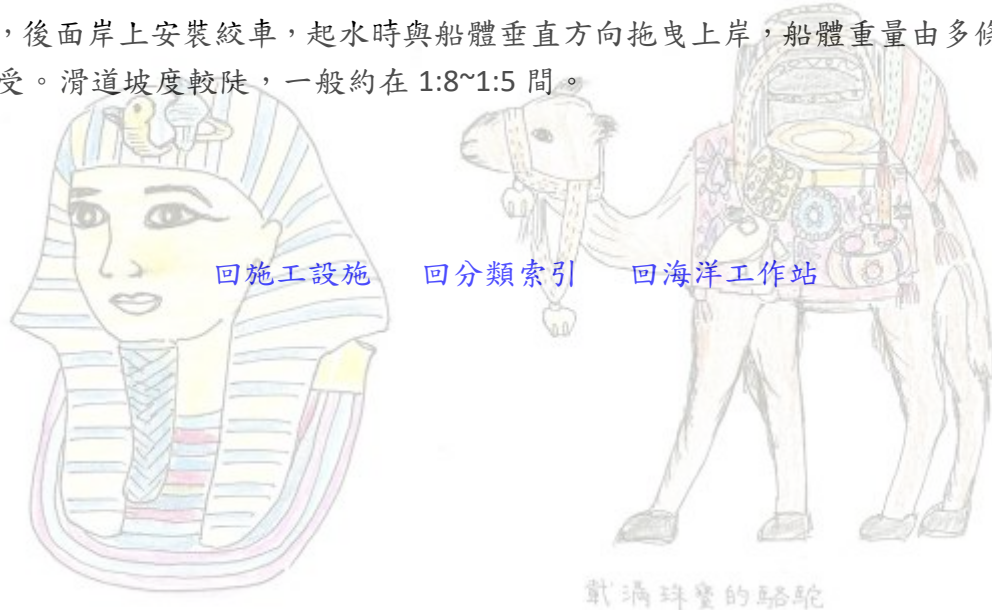 ，後面岸上安裝絞車，起水時與船體垂直方向拖曳上岸，船體重量由多條
受。滑道坡度較陡，一般約在 1:8~1:5 間。
回施工設施 回分類索引 回海洋工作站
載滿珠寶的駱駝